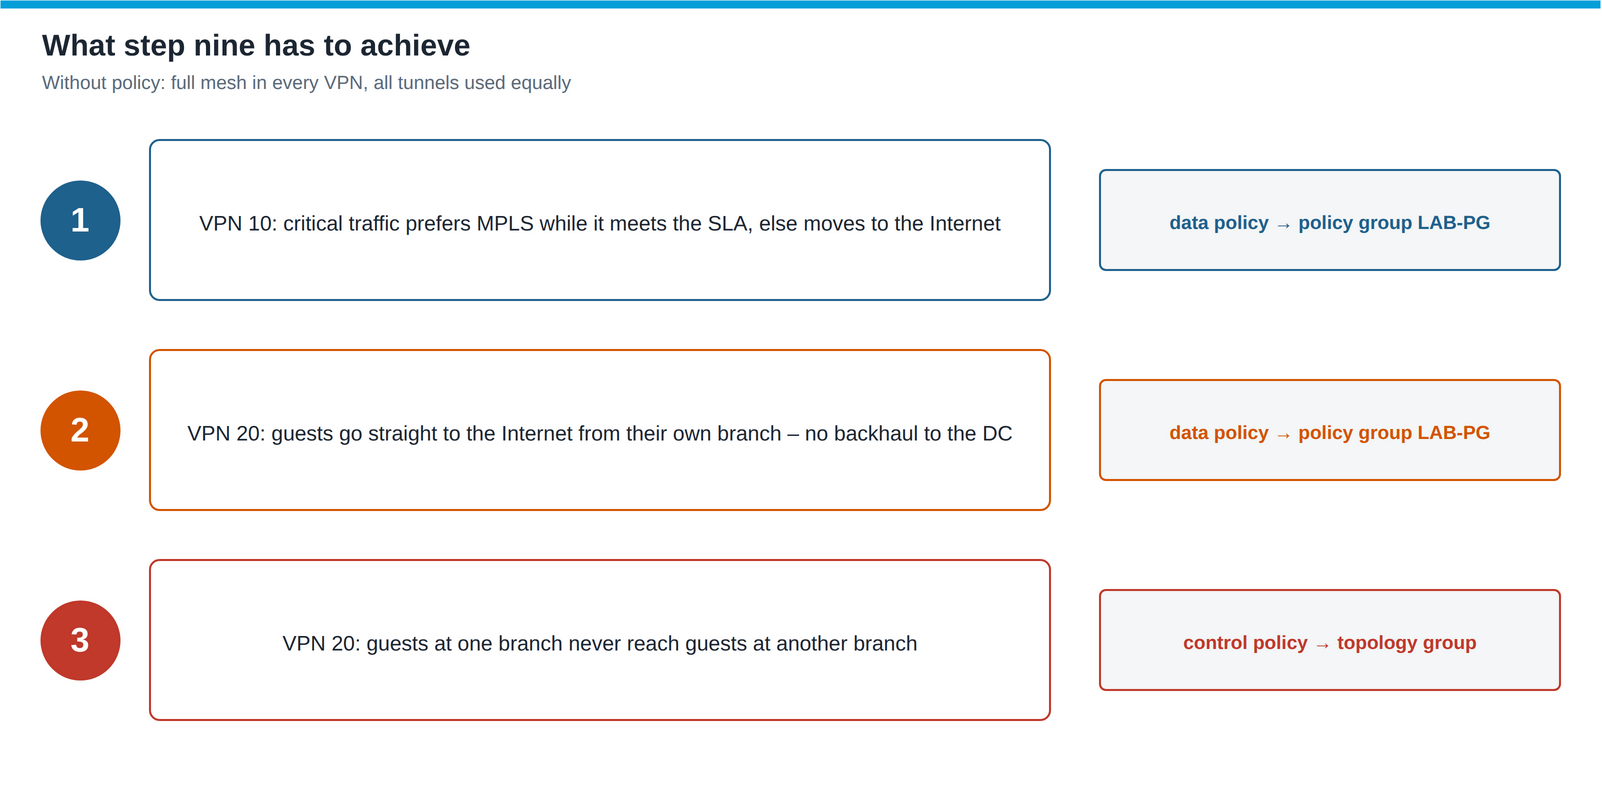 What step nine has to achieve
Without policy: full mesh in every VPN, all tunnels used equally
1
VPN 10: critical traffic prefers MPLS while it meets the SLA, else moves to the Internet
data policy → policy group LAB-PG
2
VPN 20: guests go straight to the Internet from their own branch – no backhaul to the DC
data policy → policy group LAB-PG
3
VPN 20: guests at one branch never reach guests at another branch
control policy → topology group